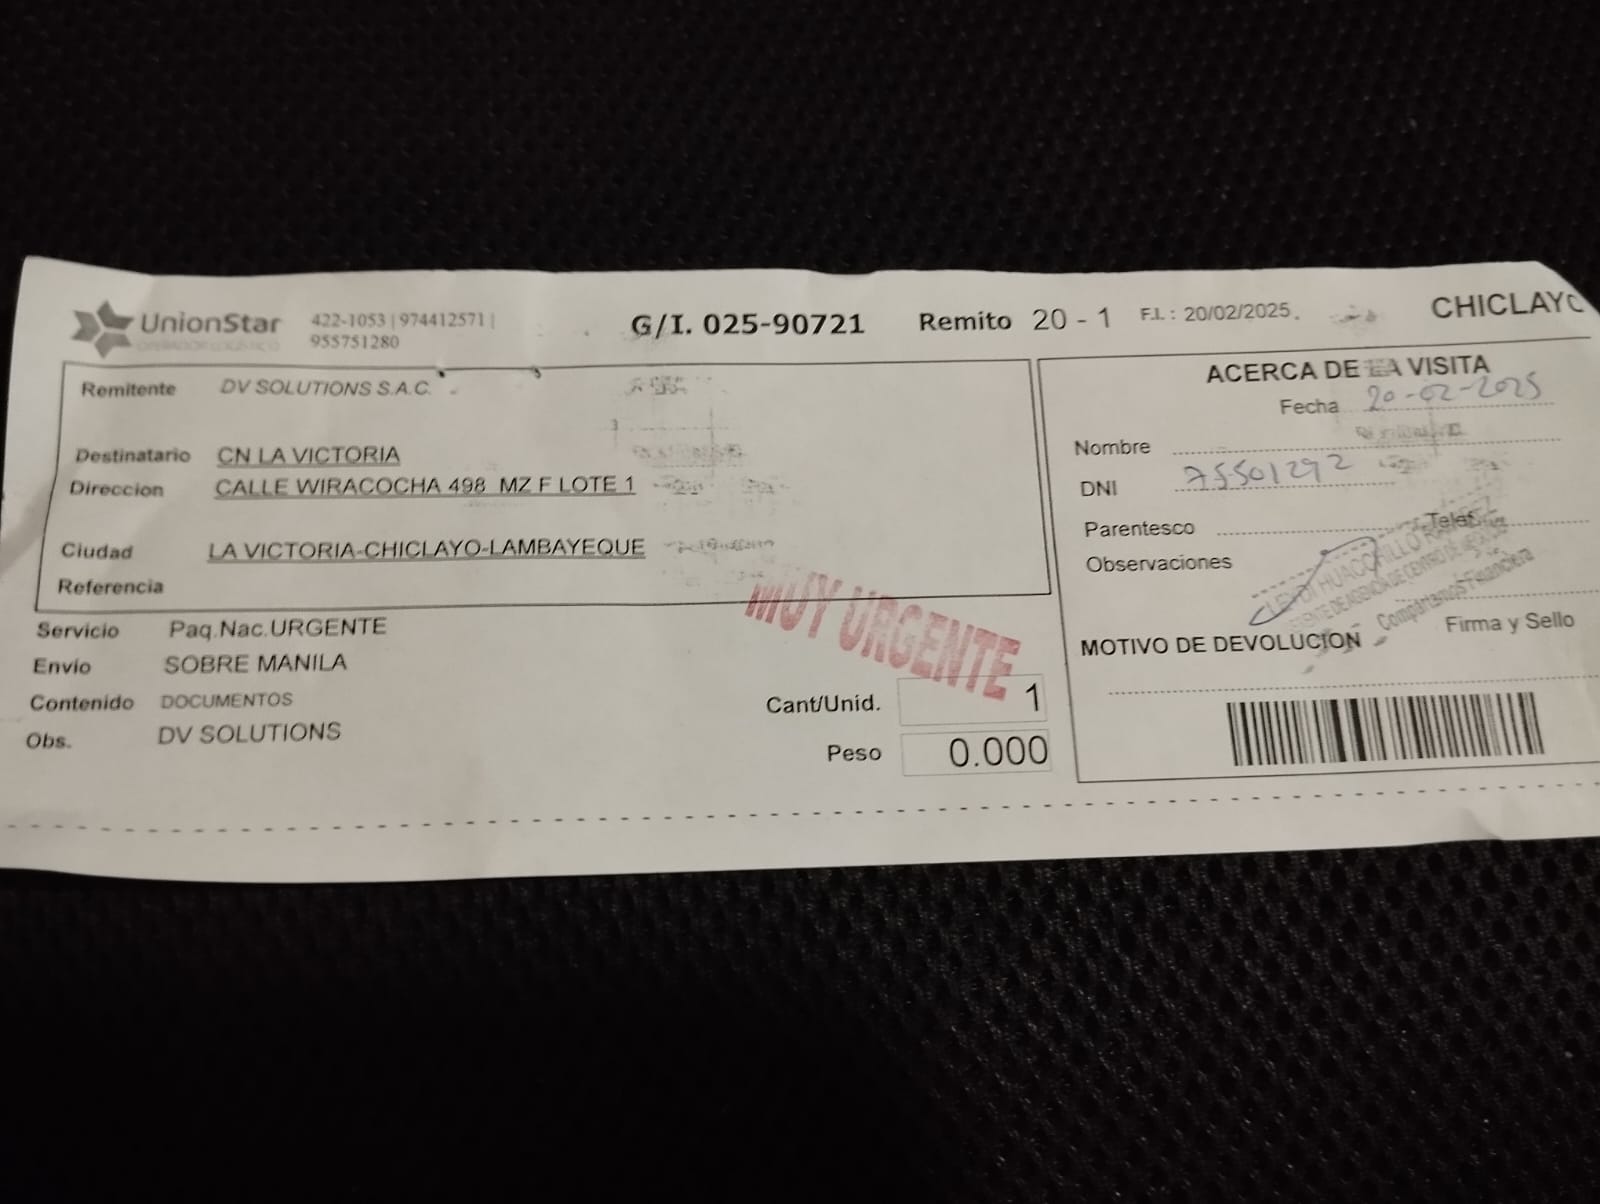 UnionStar
422-1053 | 974412571 |
955751280
G/I. 025-90721
Remito 20 - 1
F.I.: 20/02/2025.
CHICLAYO
Remitente DV SOLUTIONS S.A.C.
Destinatario CN LA VICTORIA
Direccion CALLE WIRACOCHA 498 MZ F LOTE 1
Ciudad LA VICTORIA-CHICLAYO-LAMBAYEQUE
Referencia
Servicio Paq.Nac.URGENTE
Envio SOBRE MANILA
Contenido DOCUMENTOS
Obs. DV SOLUTIONS
MUY URGENTE
Cant/Unid. 1
Peso 0.000
ACERCA DE LA VISITA
Fecha 20-02-2025
Nombre
DNI 75501292
Parentesco Telef.
Observaciones
Compartamos Financiera
Firma y Sello
MOTIVO DE DEVOLUCION